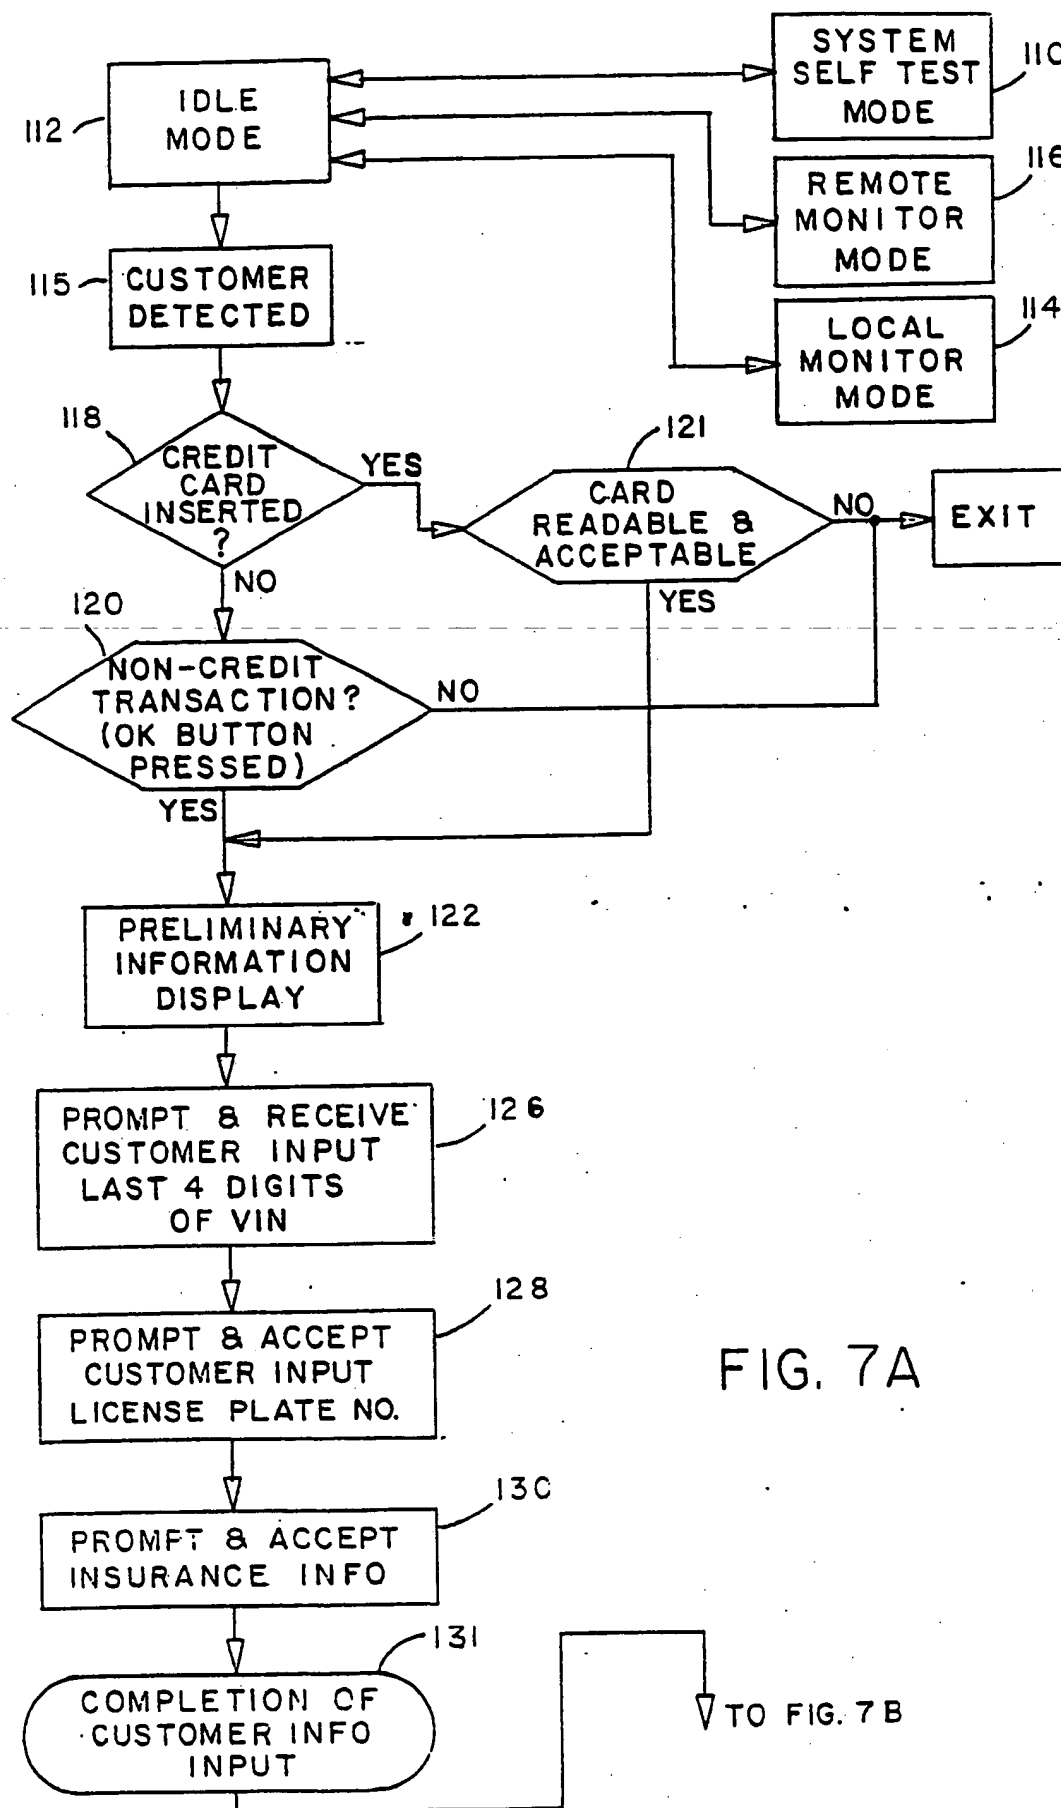 SYSTEM
SELF TEST
MODE
110
IDLE
MODE
112
REMOTE
MONITOR
MODE
116
CUSTOMER
DETECTED
115
LOCAL
MONITOR
MODE
114
118
CREDIT
CARD
INSERTED
?
YES
NO
121
CARD
READABLE &
ACCEPTABLE
NO
YES
EXIT
120
NON-CREDIT
TRANSACTION?
(OK BUTTON
PRESSED)
NO
YES
PRELIMINARY
INFORMATION
DISPLAY
122
PROMPT & RECEIVE
CUSTOMER INPUT
LAST 4 DIGITS
OF VIN
126
PROMPT & ACCEPT
CUSTOMER INPUT
LICENSE PLATE NO.
128
FIG. 7A
PROMPT & ACCEPT
INSURANCE INFO
130
131
COMPLETION OF
CUSTOMER INFO
INPUT
TO FIG. 7B